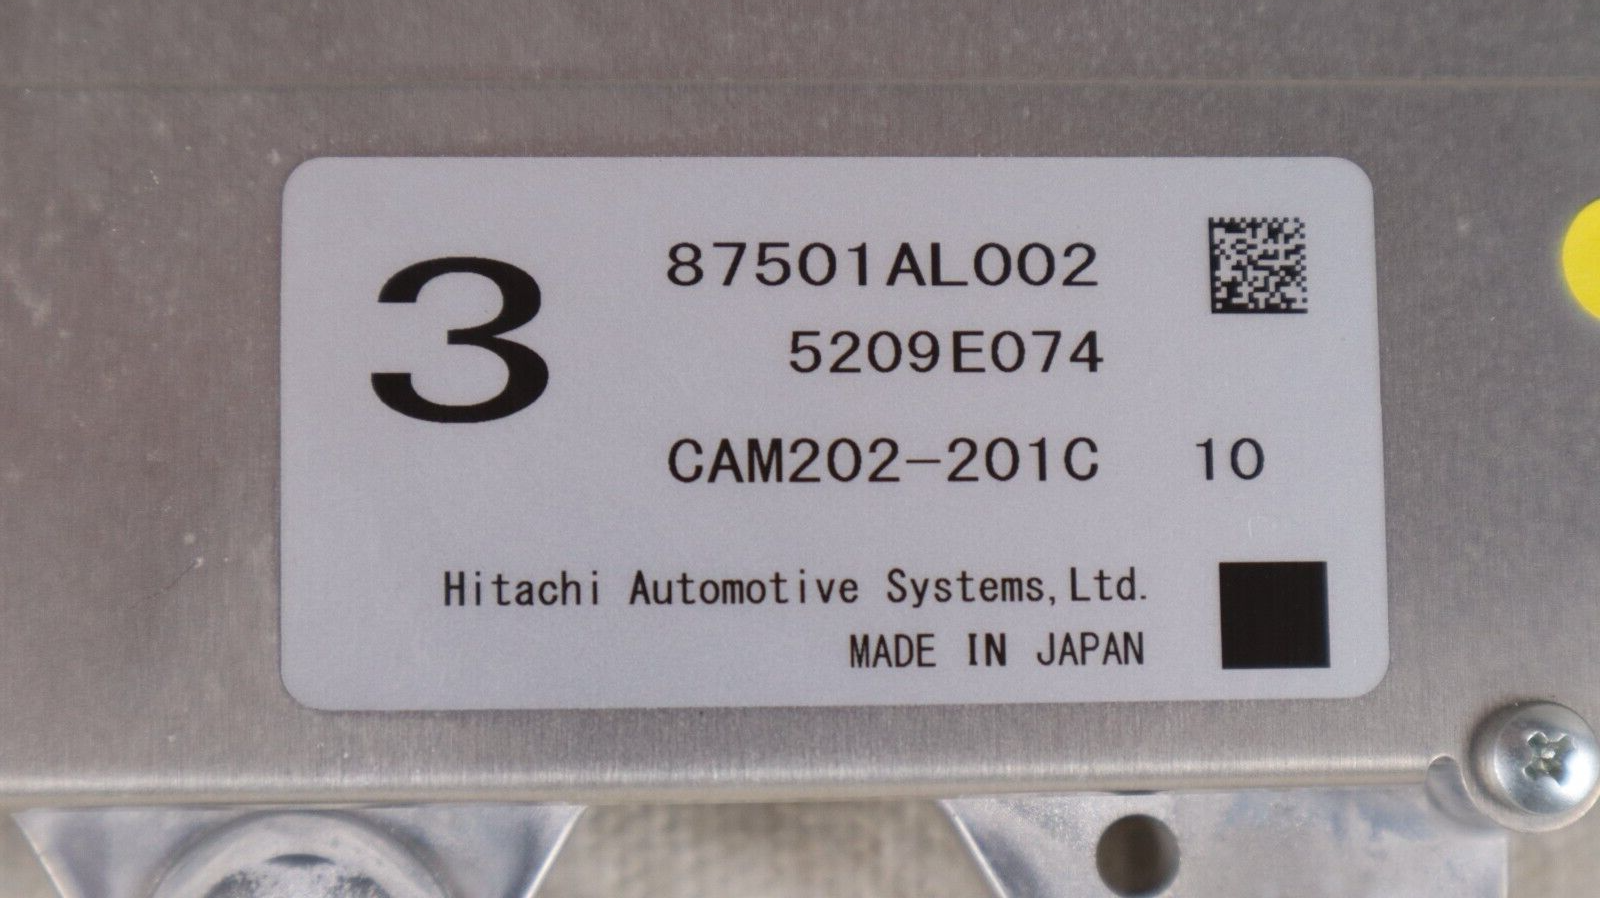 3
87501AL002
5209E074
CAM202-201C 10
Hitachi Automotive Systems,Ltd.
MADE IN JAPAN